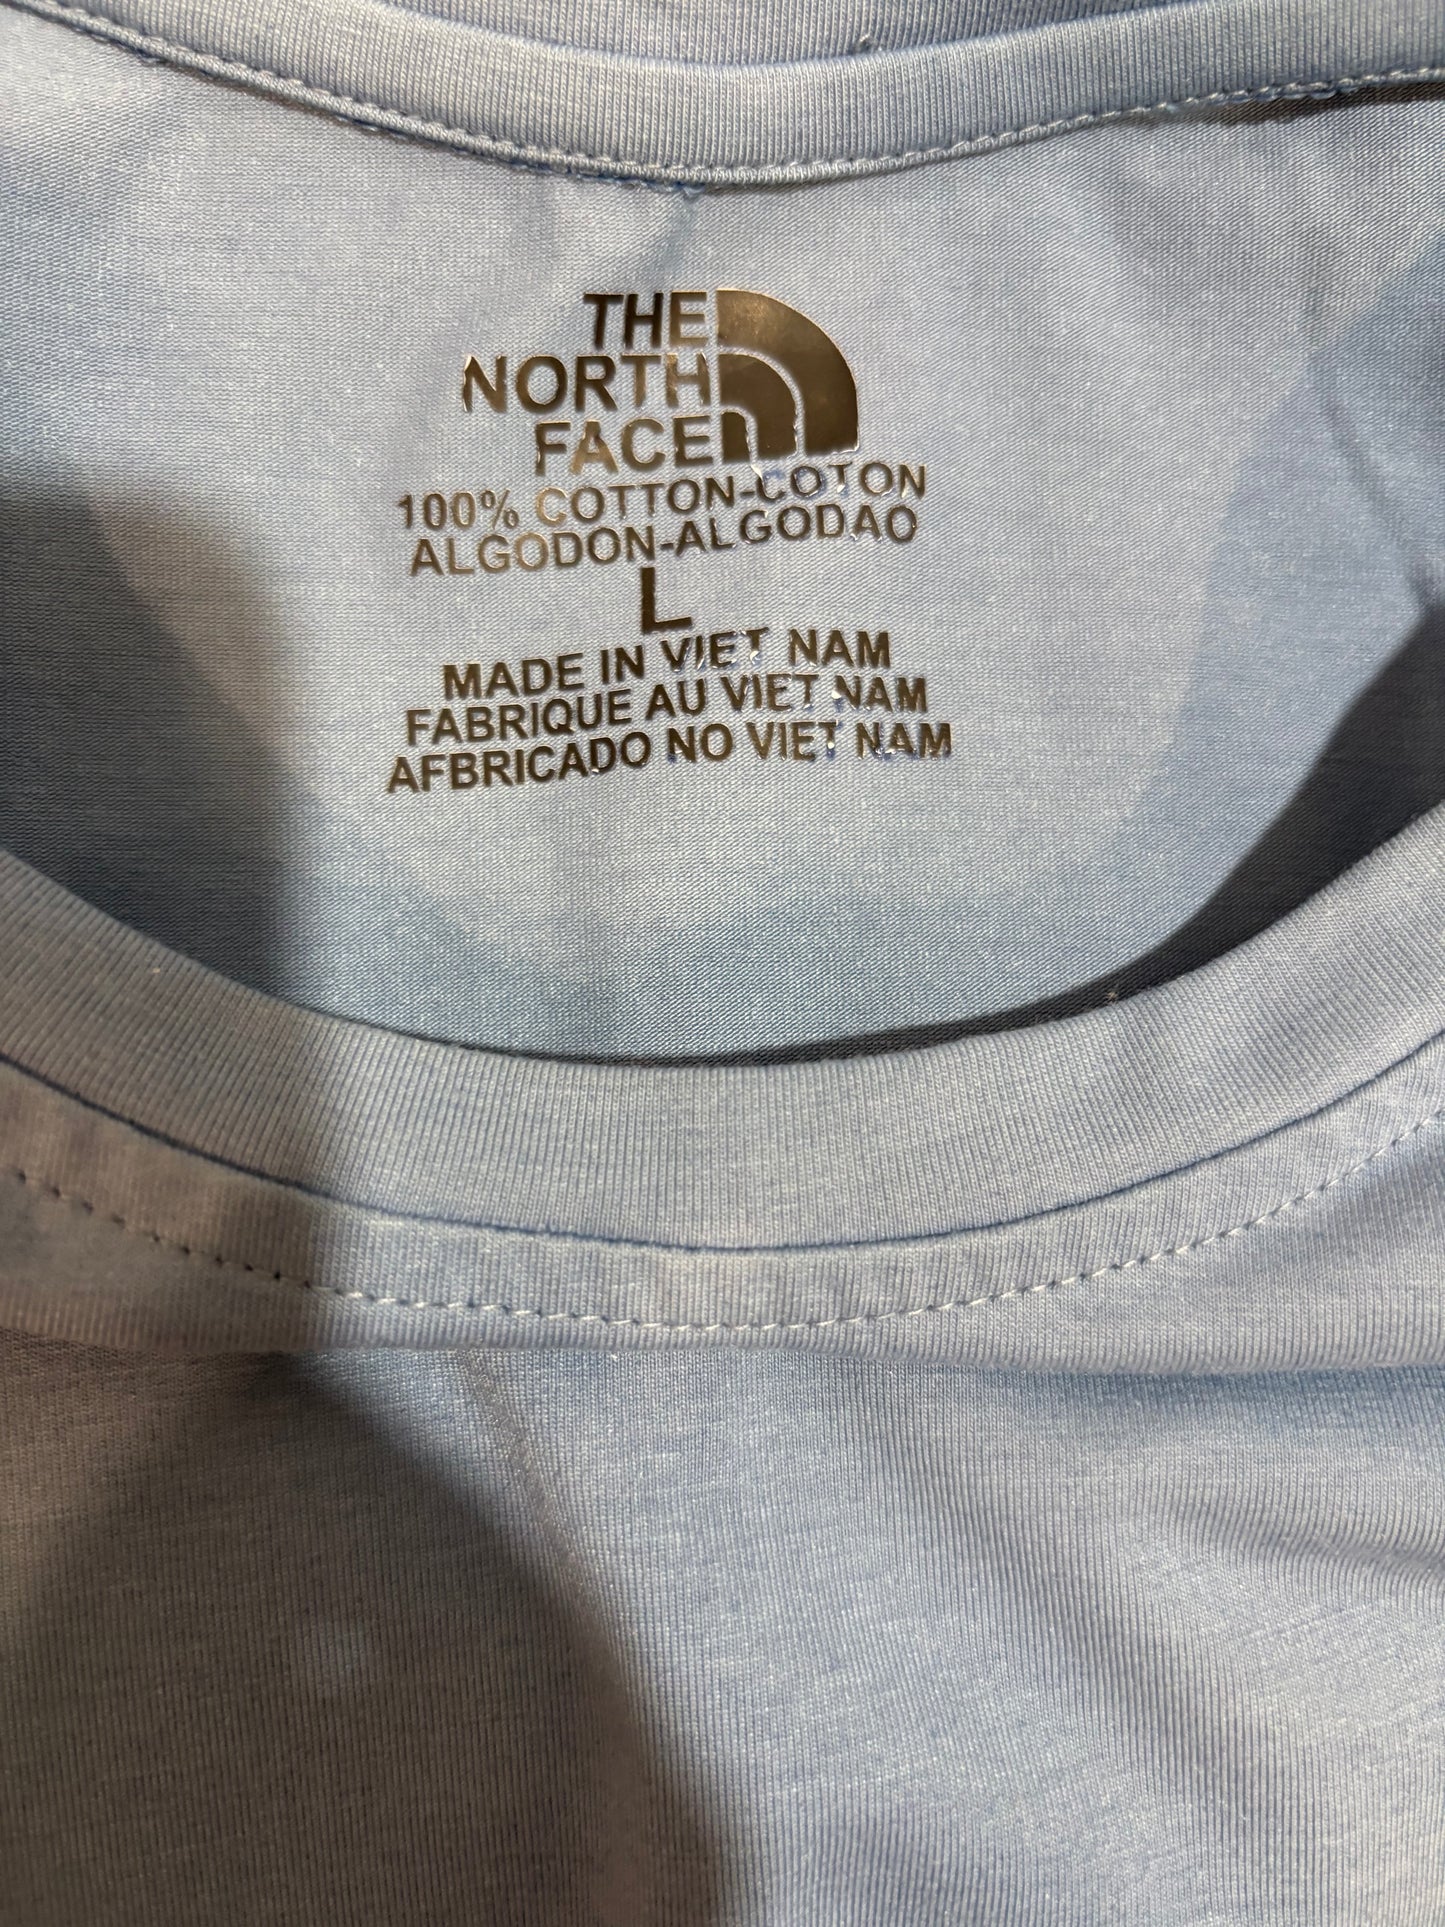 THE
NORTH
FACE
100% COTTON-COTON
ALGODON-ALGODAO
L
MADE IN VIET NAM
FABRIQUE AU VIET NAM
AFBRICADO NO VIET NAM